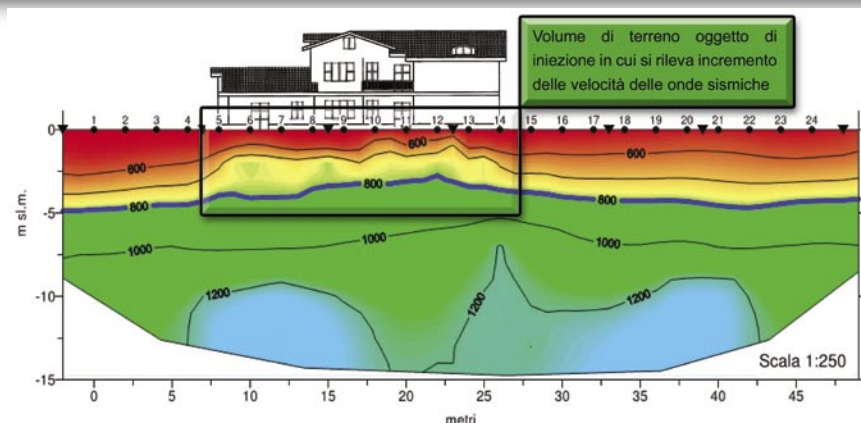 Volume di terreno oggetto di
iniezione in cui si rileva incremento
delle velocità delle onde sismiche
1 2 3 4 5 6 7 8 9 10 11 12 13 14 15 16 17 18 19 20 21 22 23 24
0
-5
-10
-15
m sl.m.
600
600
800
800
1000
1000
1200
1200
1200
Scala 1:250
0 5 10 15 20 25 30 35 40 45
metri